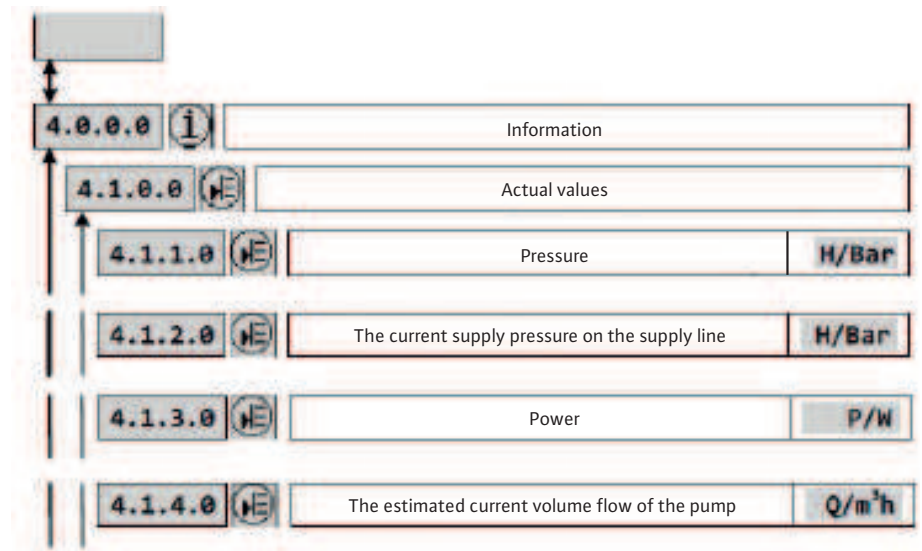 4.0.0.0 i Information
4.1.0.0 Actual values
4.1.1.0 Pressure H/Bar
4.1.2.0 The current supply pressure on the supply line H/Bar
4.1.3.0 Power P/W
4.1.4.0 The estimated current volume flow of the pump Q/m³h